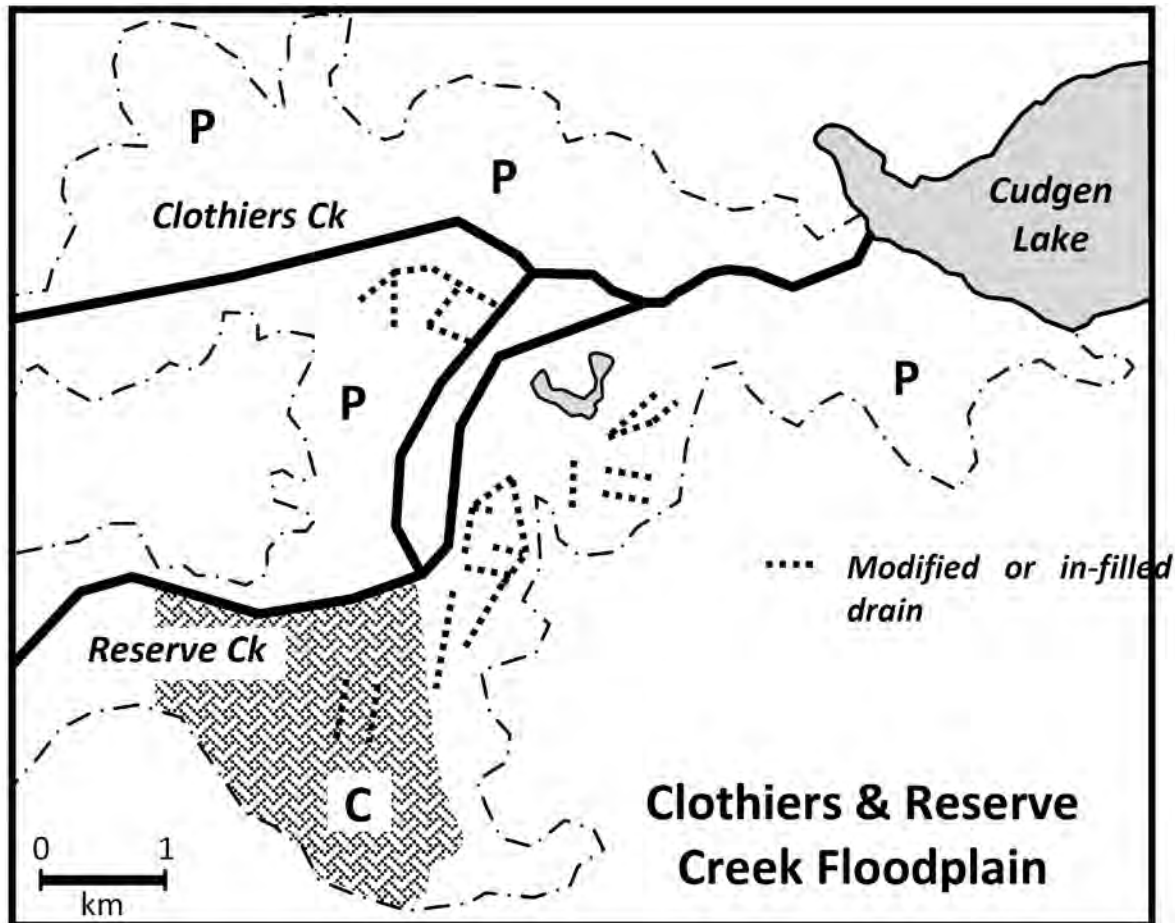 P
P
Clothiers Ck
Cudgen
Lake
P
P
Modified or in-filled
drain
Reserve Ck
C
Clothiers & Reserve
Creek Floodplain
0 1
km